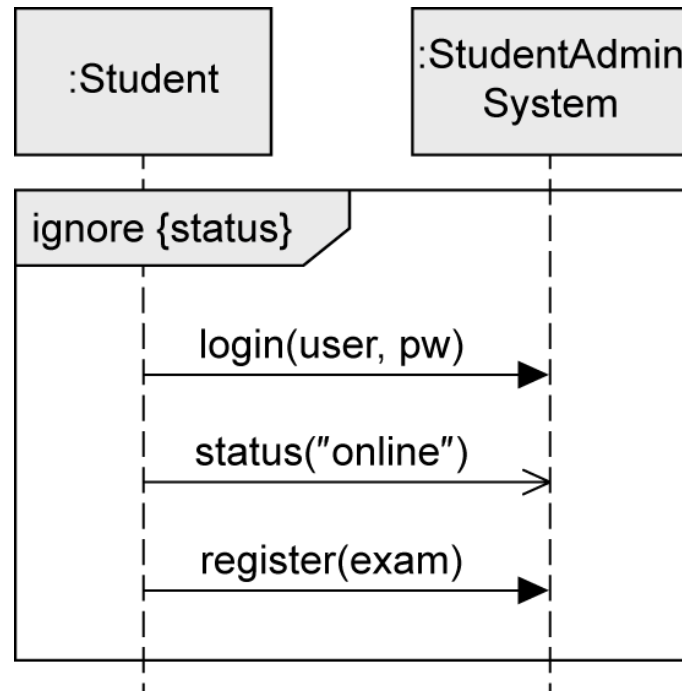 :Student
:StudentAdmin
System
ignore {status}
login(user, pw)
status("online")
register(exam)